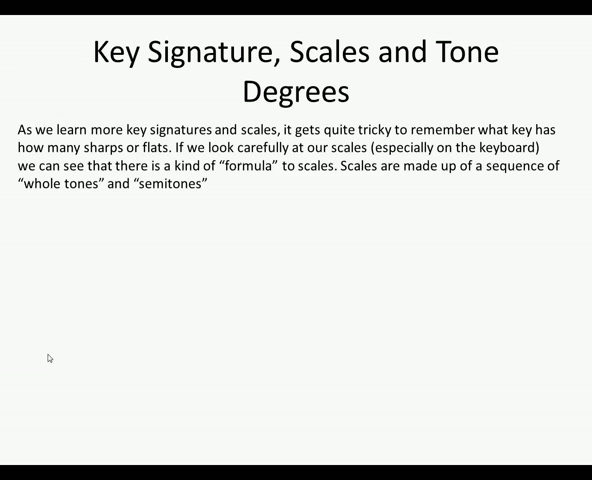 Key Signature, Scales and Tone
Degrees
As we learn more key signatures and scales, it gets quite tricky to remember what key has
how many sharps or flats. If we look carefully at our scales (especially on the keyboard)
we can see that there is a kind of “formula” to scales. Scales are made up of a sequence of
“whole tones” and “semitones”